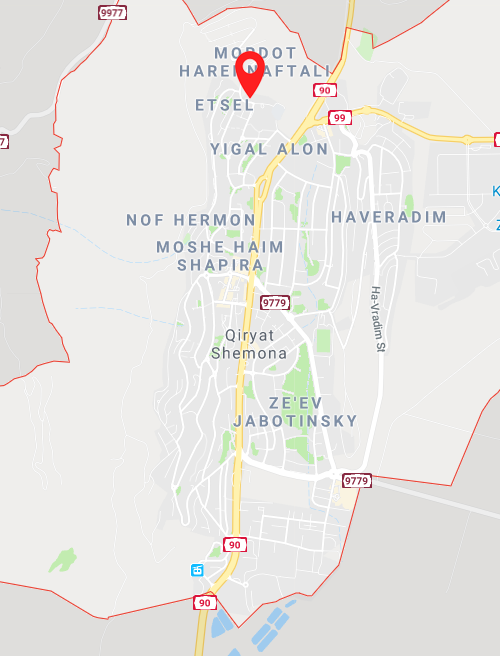 9977
MORDOT
HAREI NAFTALI
90
ETSEL
99
YIGAL ALON
NOF HERMON
HAVERADIM
MOSHE HAIM
SHAPIRA
9779
Ha-Vradim St
Qiryat
Shemona
ZE'EV
JABOTINSKY
9779
90
90